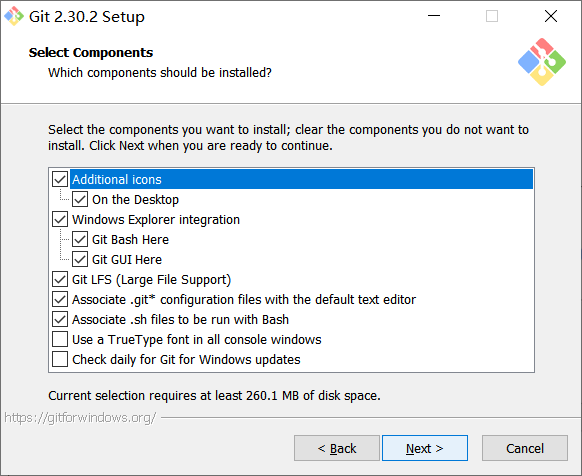 Git 2.30.2 Setup
Select Components
Which components should be installed?
Select the components you want to install; clear the components you do not want to
install. Click Next when you are ready to continue.
Additional icons
On the Desktop
Windows Explorer integration
Git Bash Here
Git GUI Here
Git LFS (Large File Support)
Associate .git* configuration files with the default text editor
Associate .sh files to be run with Bash
Use a TrueType font in all console windows
Check daily for Git for Windows updates
Current selection requires at least 260.1 MB of disk space.
https://gitforwindows.org/
< Back
Next >
Cancel